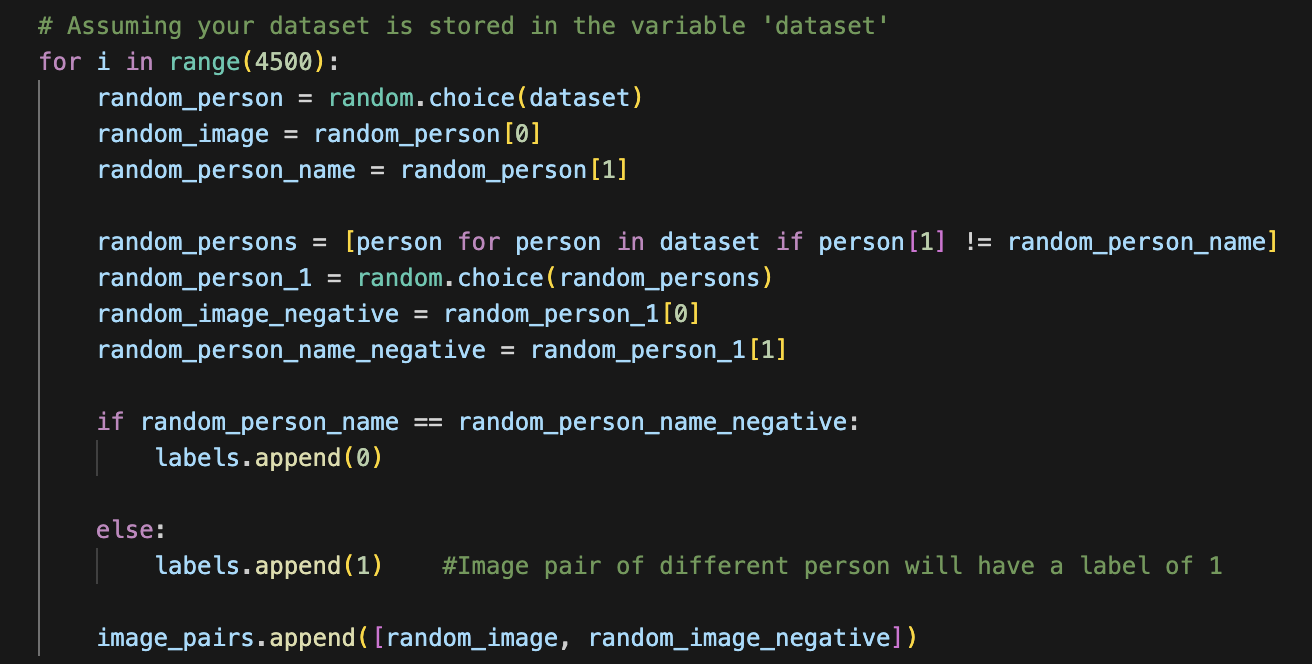 # Assuming your dataset is stored in the variable 'dataset'
for i in range(4500):
random_person = random.choice(dataset)
random_image = random_person[0]
random_person_name = random_person[1]
random_persons = [person for person in dataset if person[1] != random_person_name]
random_person_1 = random.choice(random_persons)
random_image_negative = random_person_1[0]
random_person_name_negative = random_person_1[1]
if random_person_name == random_person_name_negative:
labels.append(0)
else:
labels.append(1)    #Image pair of different person will have a label of 1
image_pairs.append([random_image, random_image_negative])